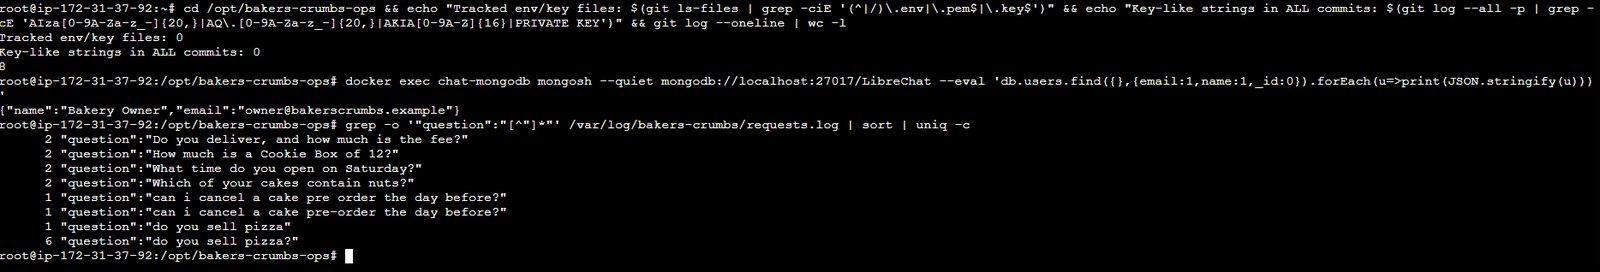 root@ip-172-31-37-92:~# cd /opt/bakers-crumbs-ops && echo "Tracked env/key files: $(git ls-files | grep -ciE '(^|/)\.env|\.pem$|\.key$')" && echo "Key-like strings in ALL commits: $(git log --all -p | grep -
cE 'AIza[0-9A-Za-z_-]{20,}|AQ\.[0-9A-Za-z_-]{20,}|AKIA[0-9A-Z]{16}|PRIVATE KEY')" && git log --oneline | wc -l
Tracked env/key files: 0
Key-like strings in ALL commits: 0
8
root@ip-172-31-37-92:/opt/bakers-crumbs-ops# docker exec chat-mongodb mongosh --quiet mongodb://localhost:27017/LibreChat --eval 'db.users.find({},{email:1,name:1,_id:0}).forEach(u=>print(JSON.stringify(u)))
'
{"name":"Bakery Owner","email":"owner@bakerscrumbs.example"}
root@ip-172-31-37-92:/opt/bakers-crumbs-ops# grep -o '"question":"[^"]*"' /var/log/bakers-crumbs/requests.log | sort | uniq -c
2 "question":"Do you deliver, and how much is the fee?"
2 "question":"How much is a Cookie Box of 12?"
2 "question":"What time do you open on Saturday?"
2 "question":"Which of your cakes contain nuts?"
1 "question":"can i cancel a cake pre order the day before?"
1 "question":"can i cancel a cake pre-order the day before?"
1 "question":"do you sell pizza"
6 "question":"do you sell pizza?"
root@ip-172-31-37-92:/opt/bakers-crumbs-ops#